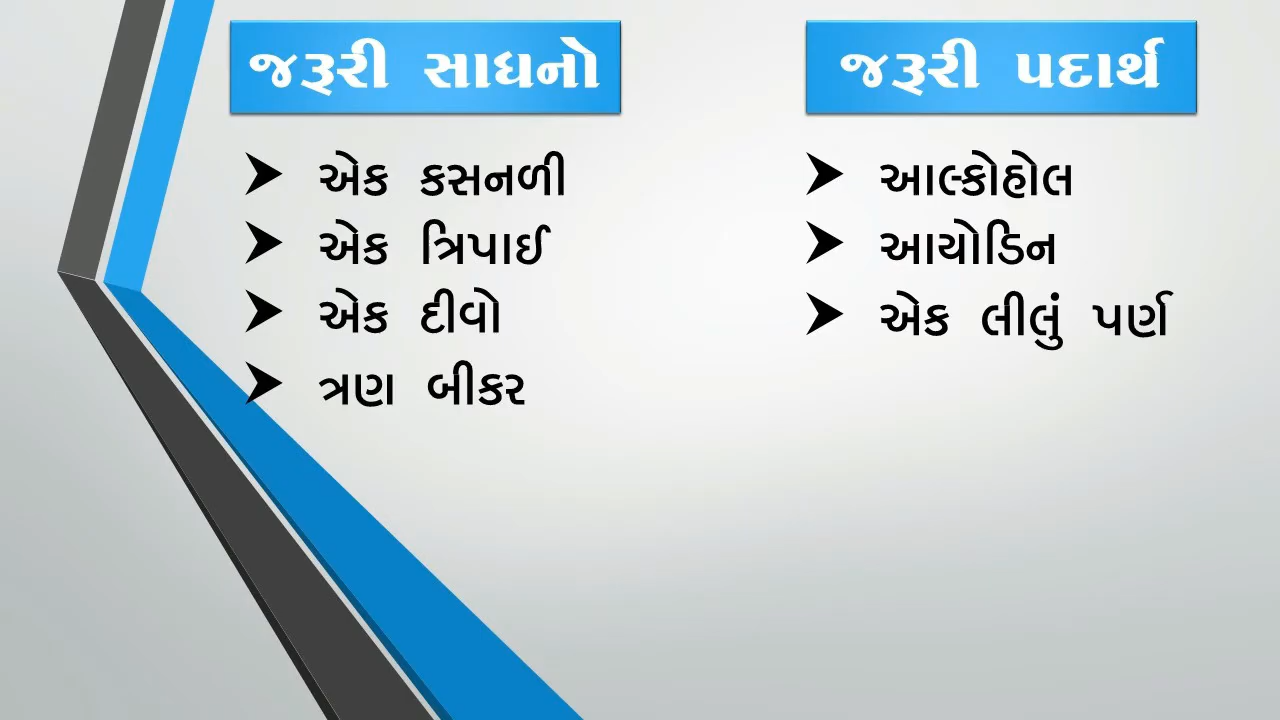 જરૂરી સાધનો
એક કસનળી
એક ત્રિપાઈ
એક દીવો
ત્રણ બીકર
જરૂરી પદાર્થ
આલ્કોહોલ
આયોડિન
એક લીલું પર્ણ